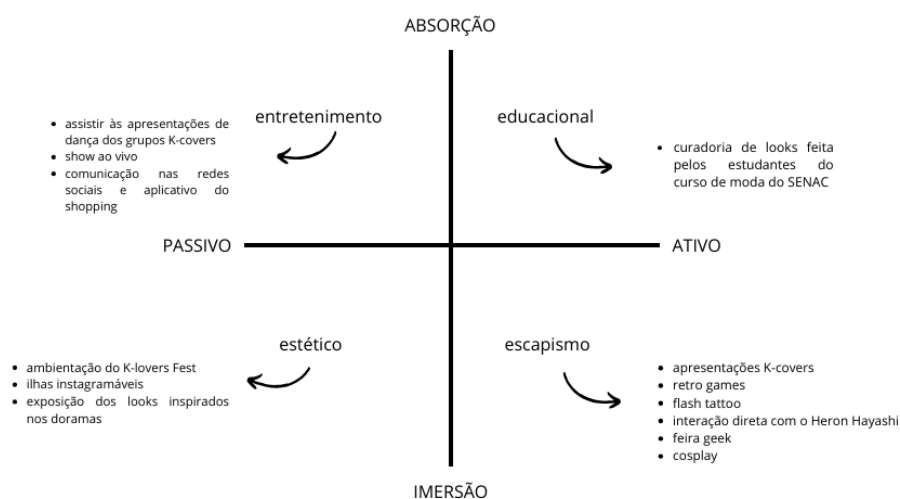 ABSORÇÃO
entretenimento
• assistir às apresentações de
dança dos grupos K-covers
• show ao vivo
• comunicação nas redes
sociais e aplicativo do
shopping
educacional
• curadoria de looks feita
pelos estudantes do
curso de moda do SENAC
PASSIVO
ATIVO
estético
• ambientação do K-lovers Fest
• ilhas instagramáveis
• exposição dos looks inspirados
nos doramas
escapismo
• apresentações K-covers
• retro games
• flash tattoo
• interação direta com o Heron Hayashi
• feira geek
• cosplay
IMERSÃO